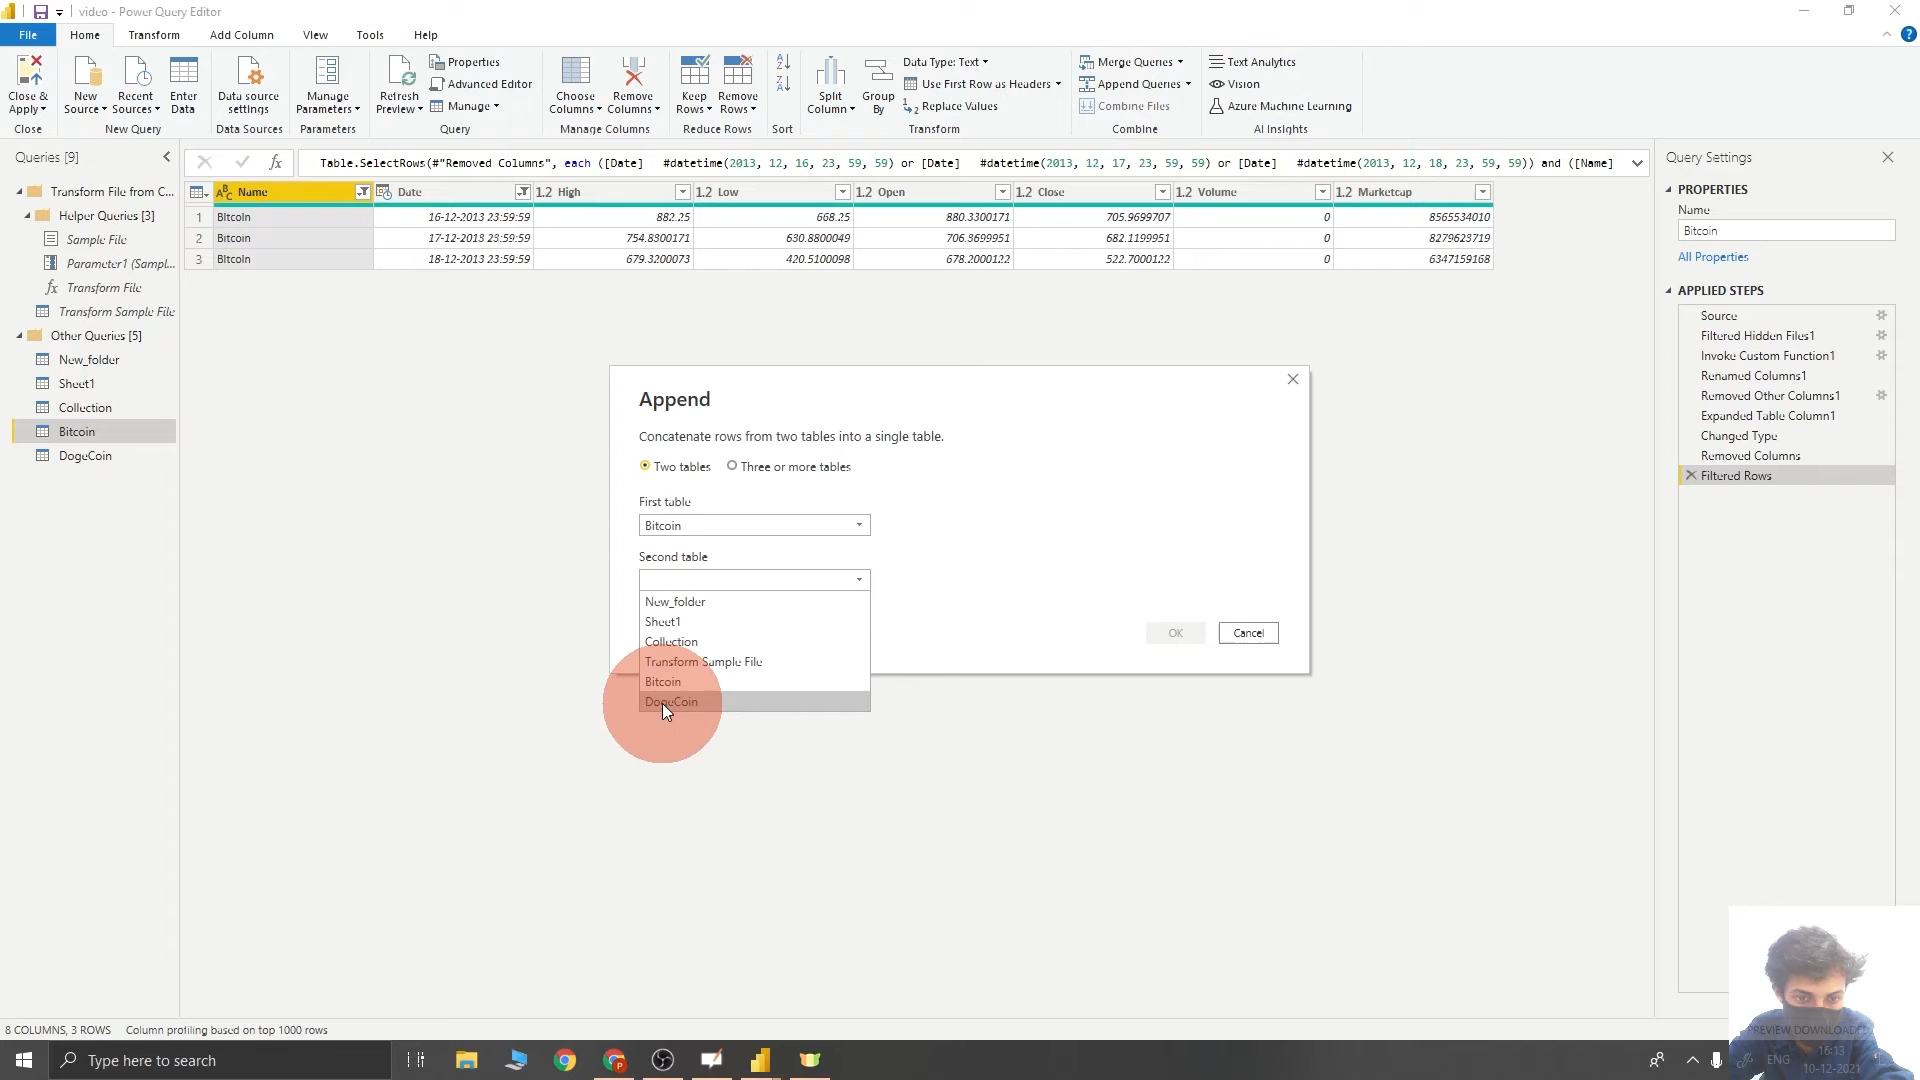 video - Power Query Editor
File
Home
Transform
Add Column
View
Tools
Help
Close & Apply
New Source
Recent Sources
Enter Data
Data source settings
Manage Parameters
Refresh Preview
Properties
Advanced Editor
Manage
Choose Columns
Remove Columns
Keep Rows
Remove Rows
Split Column
Group By
Data Type: Text
Use First Row as Headers
Replace Values
Merge Queries
Append Queries
Combine Files
Text Analytics
Vision
Azure Machine Learning
Close
New Query
Data Sources
Parameters
Query
Manage Columns
Reduce Rows
Sort
Transform
Combine
AI Insights
Queries [9]
Transform File from C...
Helper Queries [3]
Sample File
Parameter1 (Sampl...
Transform File
Transform Sample File
Other Queries [5]
New_folder
Sheet1
Collection
Bitcoin
DogeCoin
Table.SelectRows(#"Removed Columns", each ([Date] #datetime(2013, 12, 16, 23, 59, 59) or [Date] #datetime(2013, 12, 17, 23, 59, 59) or [Date] #datetime(2013, 12, 18, 23, 59, 59)) and ([Name]
Name Date 1.2 High 1.2 Low 1.2 Open 1.2 Close 1.2 Volume 1.2 Marketcap
1 Bitcoin 16-12-2013 23:59:59 882.25 668.25 880.3300171 705.9699707 0 8565534010
2 Bitcoin 17-12-2013 23:59:59 754.8300171 630.8800049 706.3699951 682.1199951 0 8279623719
3 Bitcoin 18-12-2013 23:59:59 679.3200073 420.5100098 678.2000122 522.7000122 0 6347159168
Append
Concatenate rows from two tables into a single table.
Two tables Three or more tables
First table
Bitcoin
Second table
New_folder
Sheet1
Collection
Transform Sample File
Bitcoin
DogeCoin
OK
Cancel
Query Settings
PROPERTIES
Name
Bitcoin
All Properties
APPLIED STEPS
Source
Filtered Hidden Files1
Invoke Custom Function1
Renamed Columns1
Removed Other Columns1
Expanded Table Column1
Changed Type
Removed Columns
Filtered Rows
8 COLUMNS, 3 ROWS Column profiling based on top 1000 rows
PREVIEW DOWNLOADED
Type here to search
ENG
16:13
10-12-2021